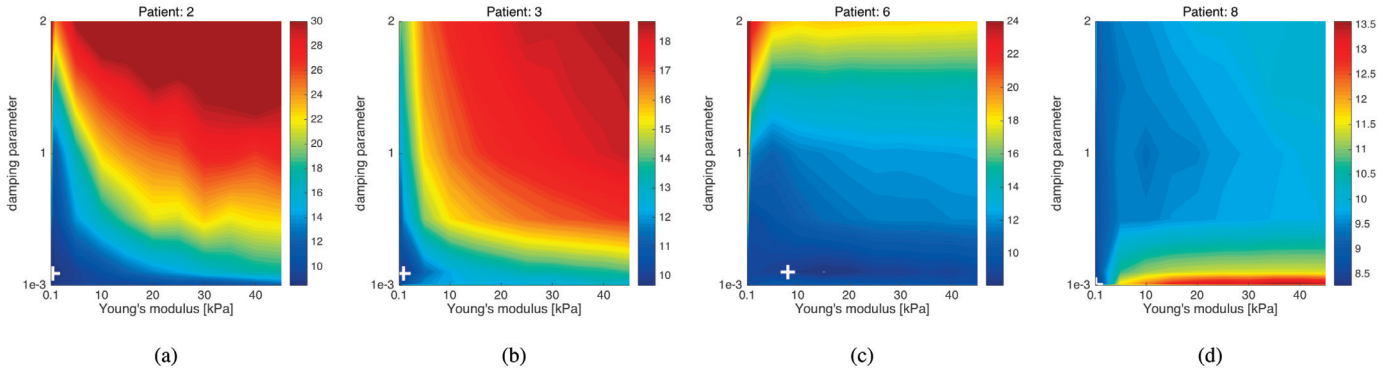 Patient: 2
2
1
1e-3
damping parameter
0.1 10 20 30 40
Young's modulus [kPa]
30
28
26
24
22
20
18
16
14
12
10
(a)
Patient: 3
2
1
1e-3
damping parameter
0.1 10 20 30 40
Young's modulus [kPa]
18
17
16
15
14
13
12
11
10
(b)
Patient: 6
2
1
1e-3
damping parameter
0.1 10 20 30 40
Young's modulus [kPa]
24
22
20
18
16
14
12
10
(c)
Patient: 8
2
1
1e-3
damping parameter
0.1 10 20 30 40
Young's modulus [kPa]
13.5
13
12.5
12
11.5
11
10.5
10
9.5
9
8.5
(d)